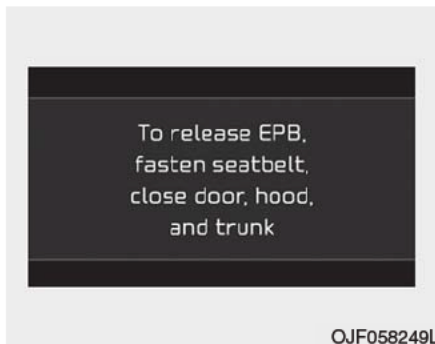 To release EPB,
fasten seatbelt,
close door, hood,
and trunk
OJF058249L